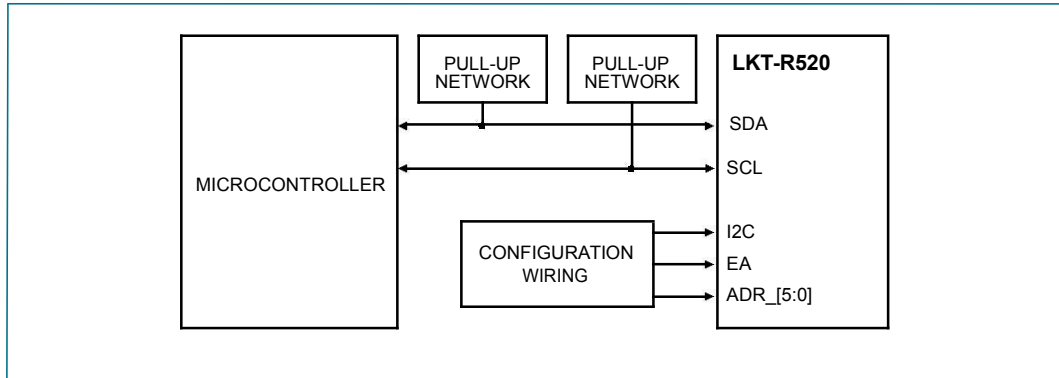 PULL-UP
NETWORK
PULL-UP
NETWORK
LKT-R520
SDA
MICROCONTROLLER
SCL
I2C
CONFIGURATION
WIRING
EA
ADR_[5:0]